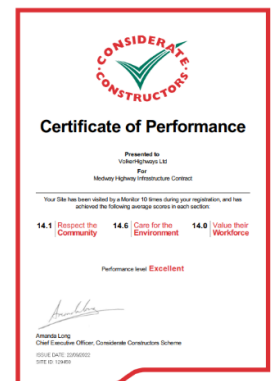 CONSIDERATE
CONSTRUCTORS
Certificate of Performance
Presented to
VolkerHighways Ltd
For
Medway Highway Infrastructure Contract
Your Site has been visited by a Monitor 10 times during your registration, and has
achieved the following average scores in each section:
14.1 Respect the Community
14.6 Care for the Environment
14.0 Value their Workforce
Performance level Excellent
Amanda Long
Chief Executive Officer, Considerate Constructors Scheme
ISSUE DATE:
SITE ID: